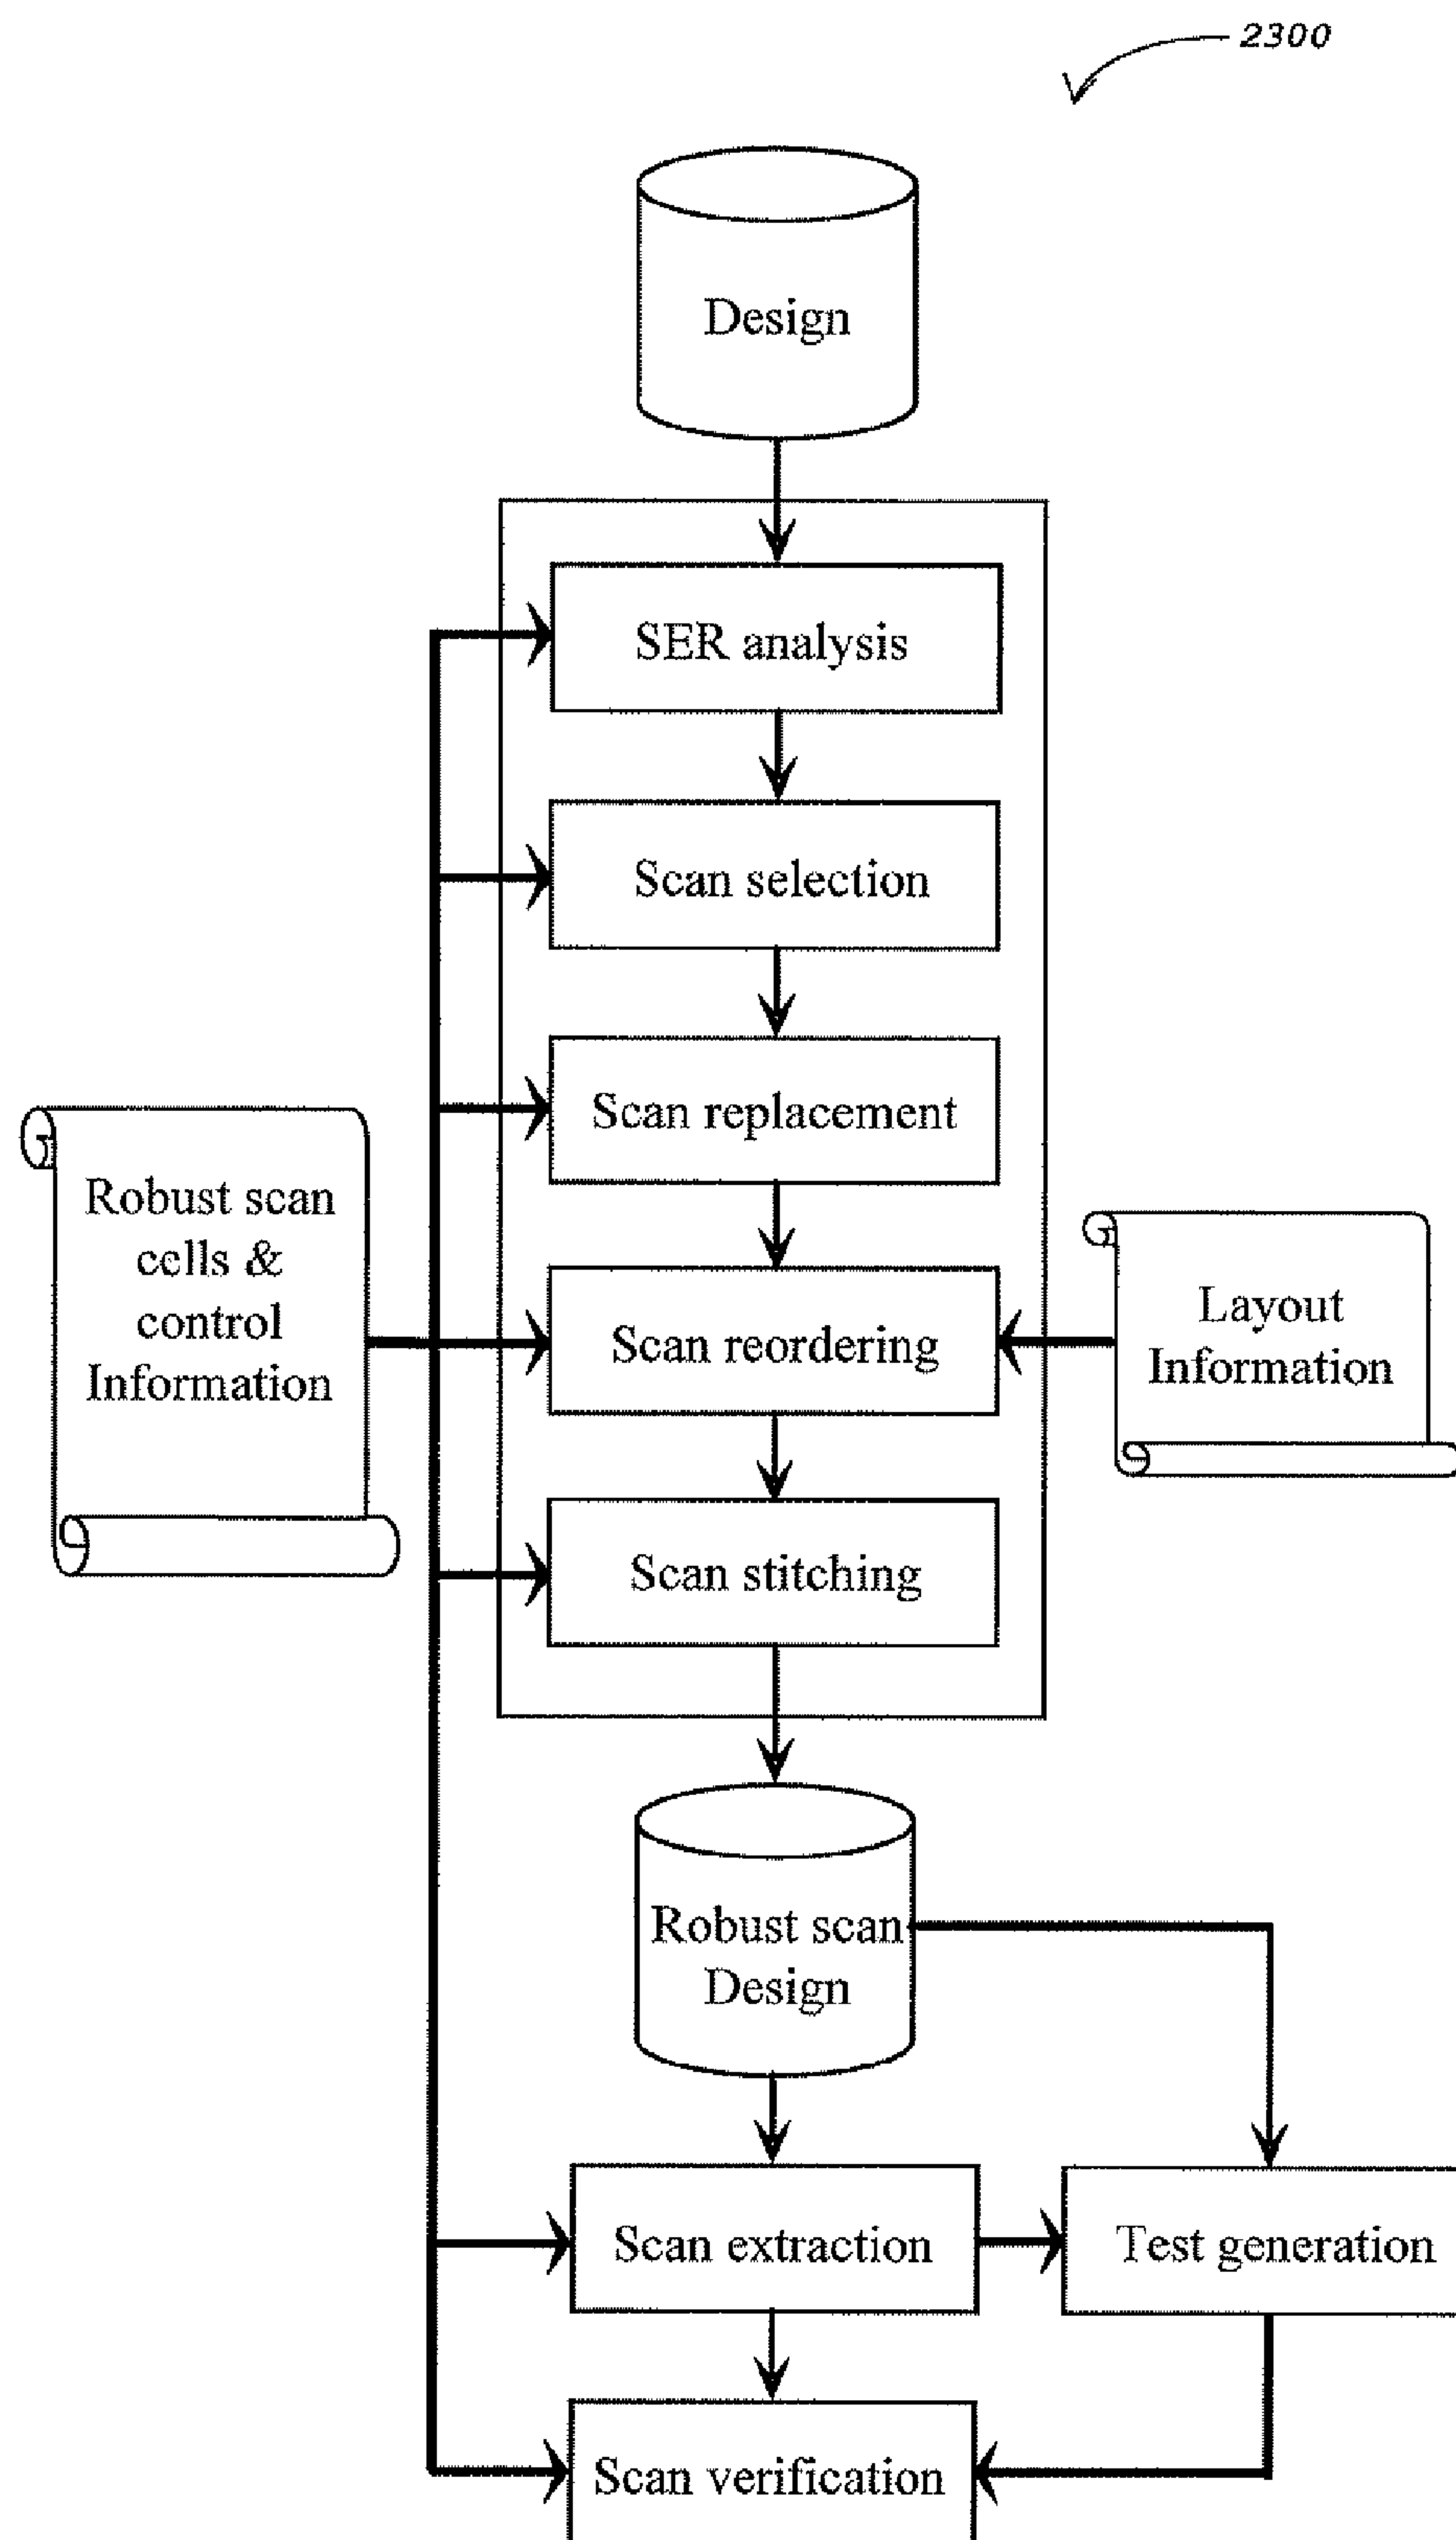 2300
Design
SER analysis
Scan selection
Scan replacement
Robust scan
cells &
control
Information
Scan reordering
Layout
Information
Scan stitching
Robust scan
Design
Scan extraction
Test generation
Scan verification